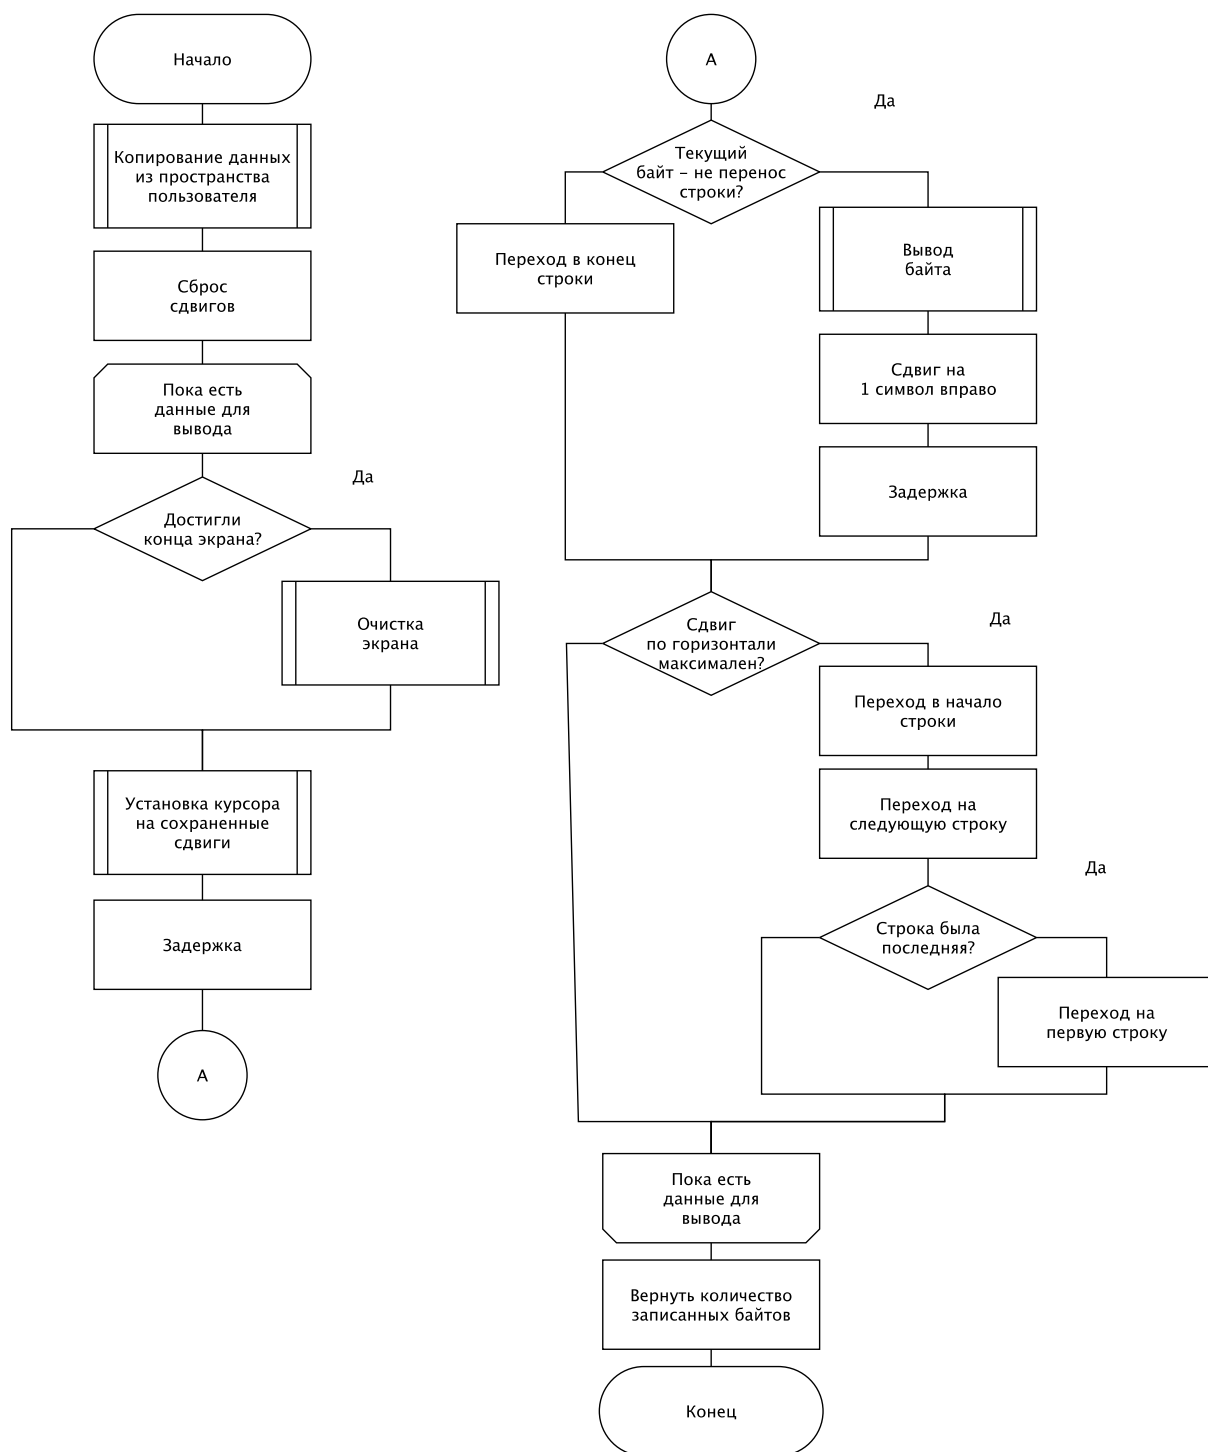 Начало
Копирование данных
из пространства
пользователя
Сброс
сдвигов
Пока есть
данные для
вывода
Да
Достигли
конца экрана?
Очистка
экрана
Установка курсора
на сохраненные
сдвиги
Задержка
А
А
Да
Текущий
байт – не перенос
строки?
Переход в конец
строки
Вывод
байта
Сдвиг на
1 символ вправо
Задержка
Сдвиг
по горизонтали
максимален?
Да
Переход в начало
строки
Переход на
следующую строку
Да
Строка была
последняя?
Переход на
первую строку
Пока есть
данные для
вывода
Вернуть количество
записанных байтов
Конец